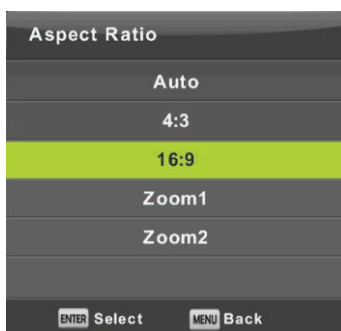 Aspect Ratio
Auto
4:3
16:9
Zoom1
Zoom2
ENTER Select MENU Back